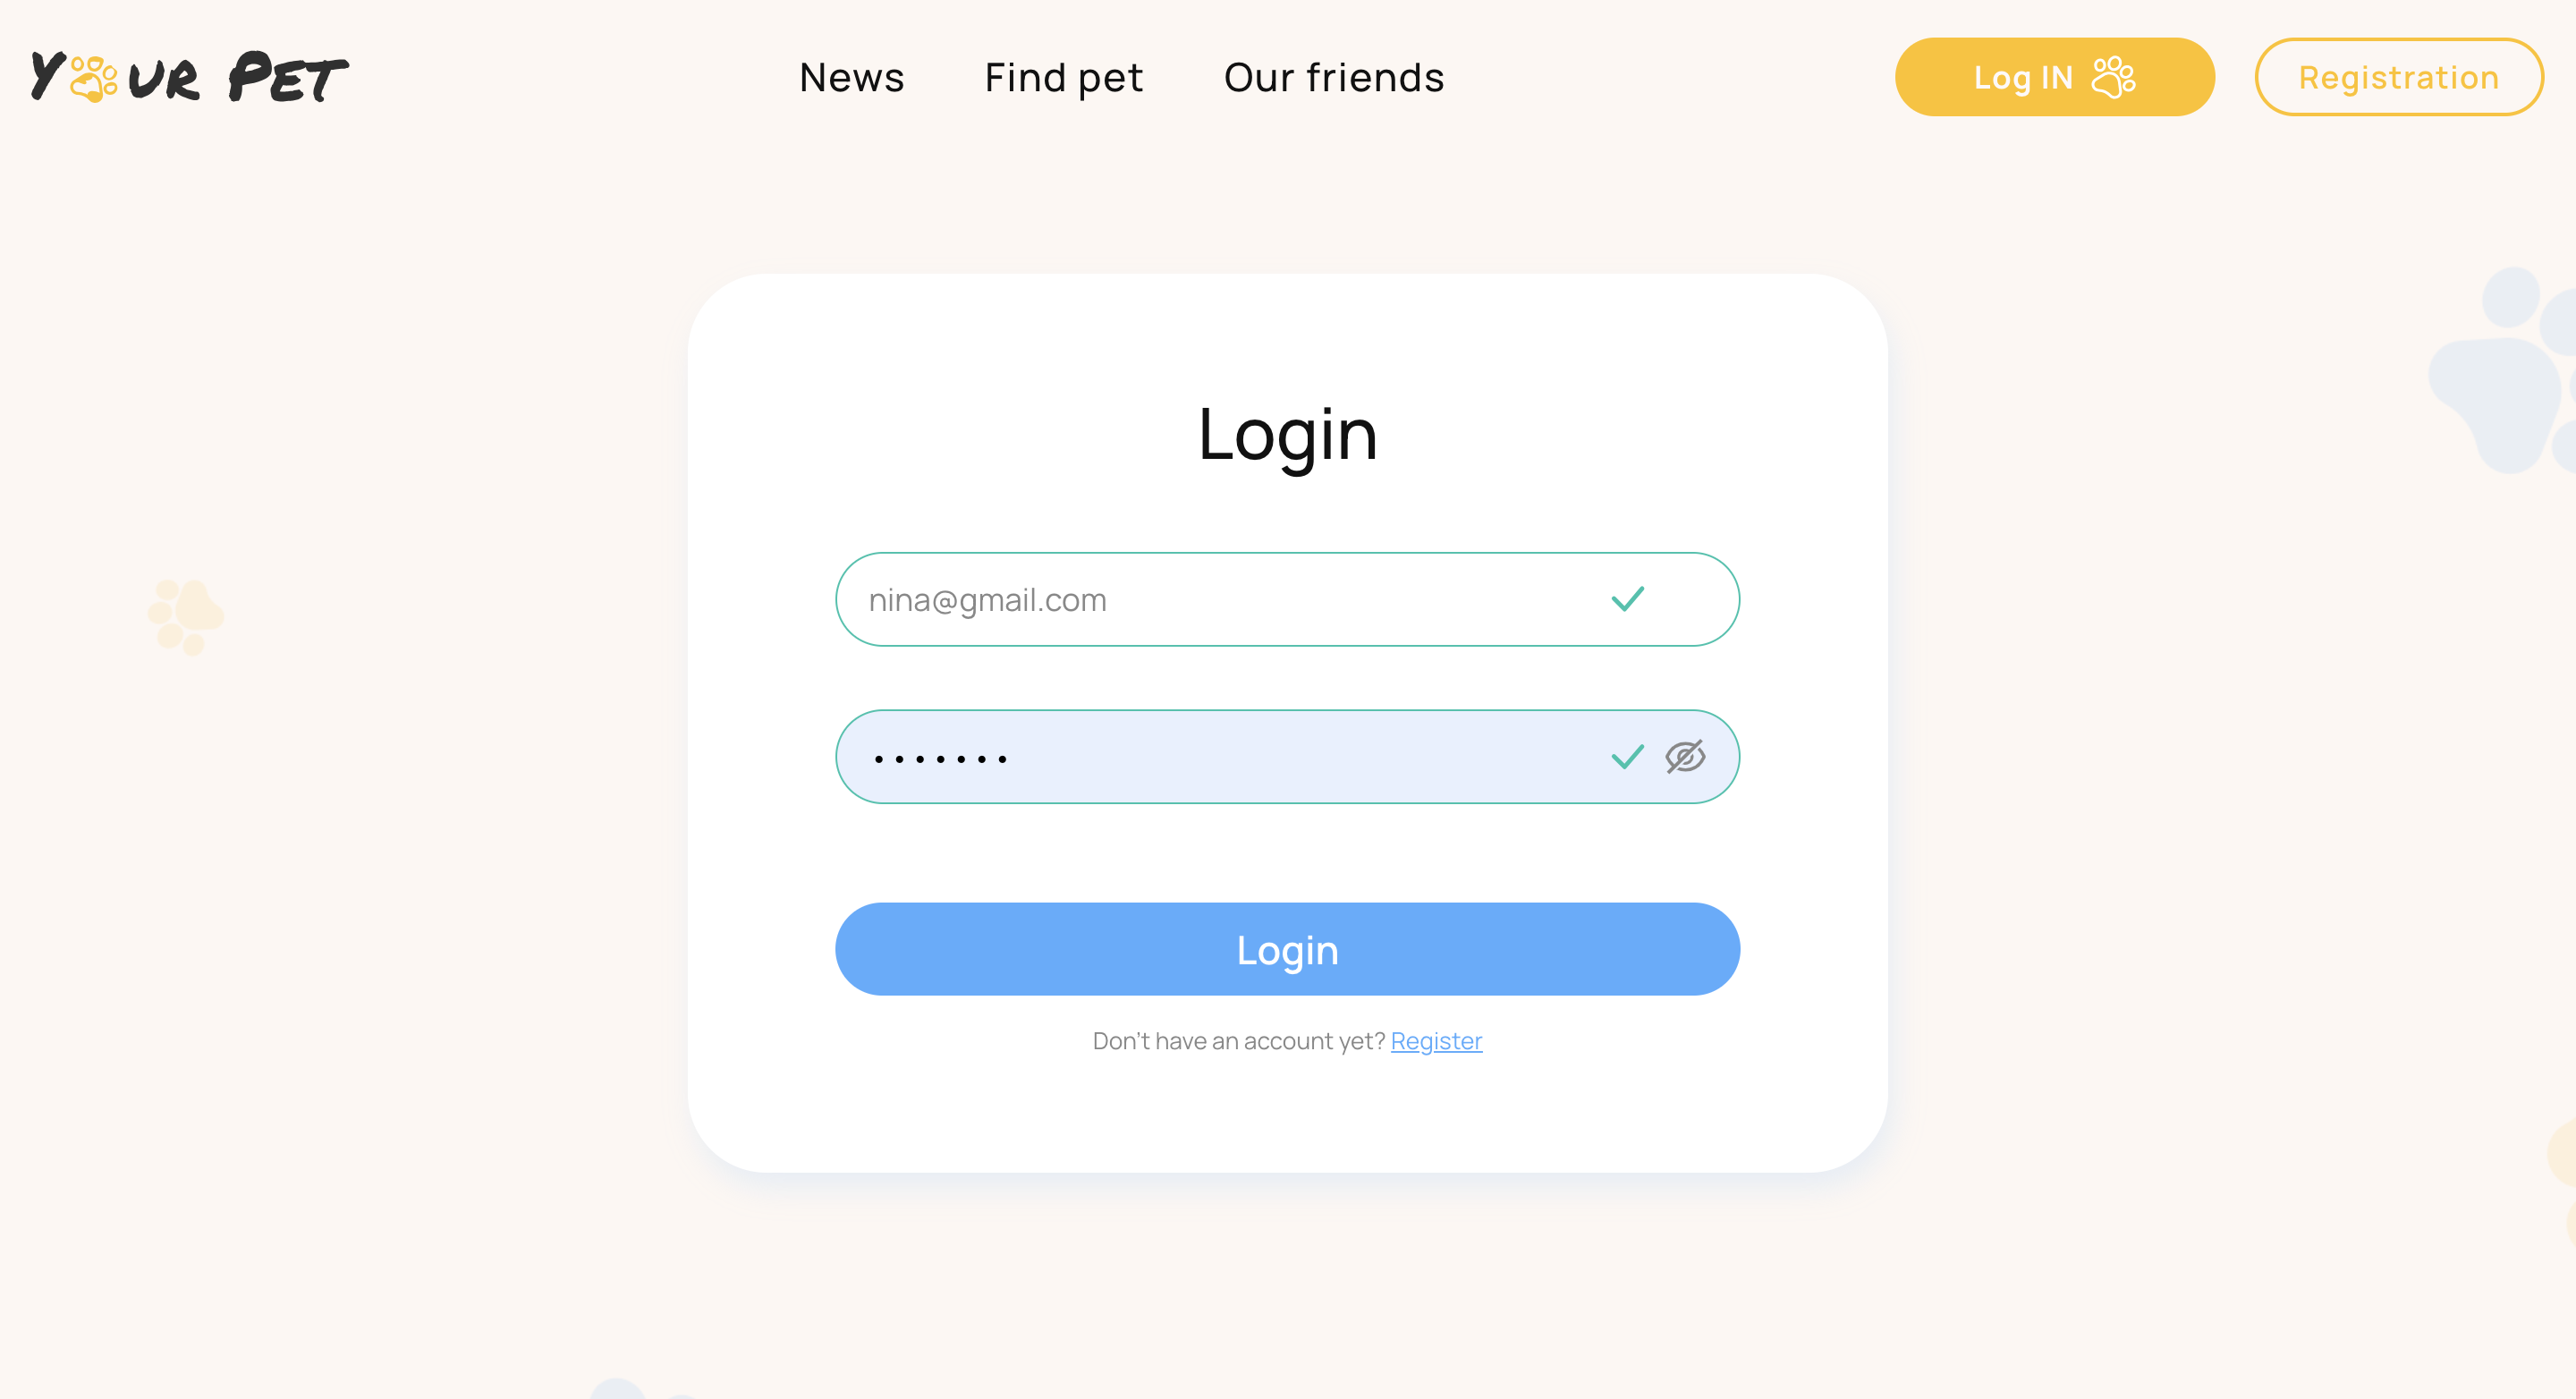 Your Pet
News
Find pet
Our friends
Log IN
Registration
Login
nina@gmail.com
•••••••
Login
Don't have an account yet? Register